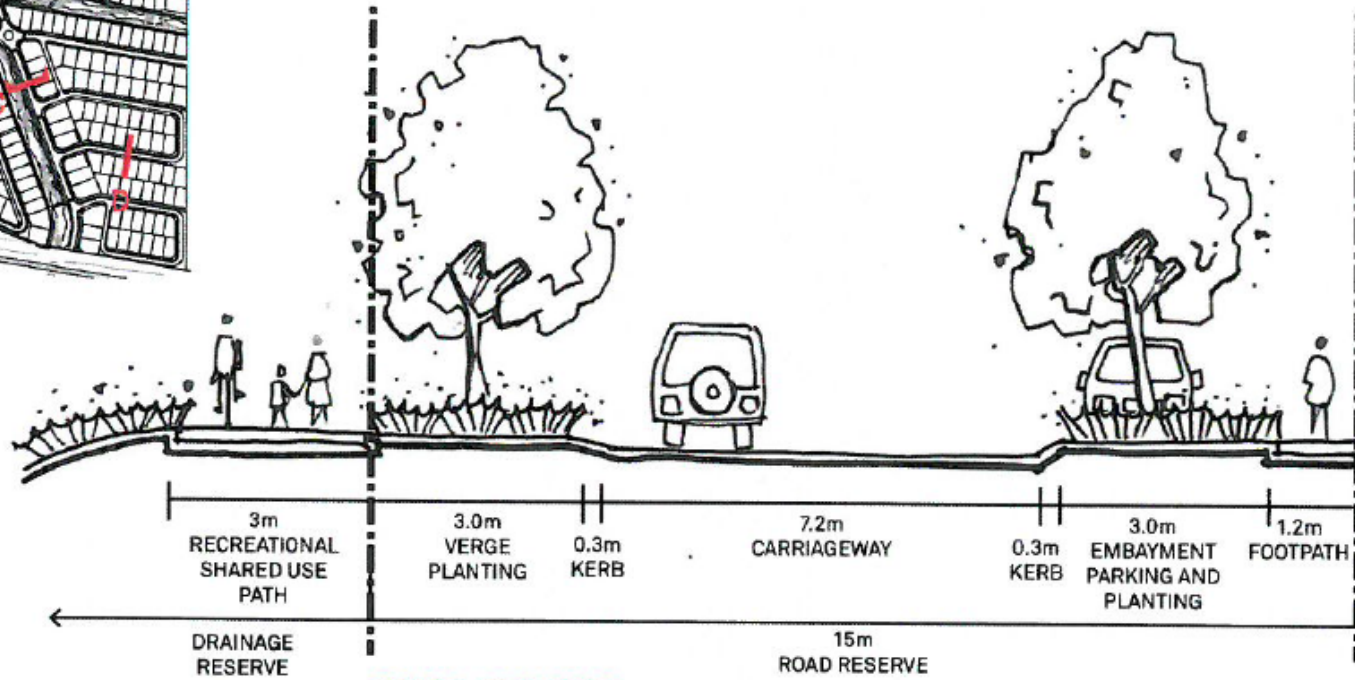 D
3m
RECREATIONAL
SHARED USE
PATH
3.0m
VERGE
PLANTING
0.3m
KERB
7.2m
CARRIAGEWAY
0.3m
KERB
3.0m
EMBAYMENT
PARKING AND
PLANTING
1.2m
FOOTPATH
DRAINAGE
RESERVE
15m
ROAD RESERVE